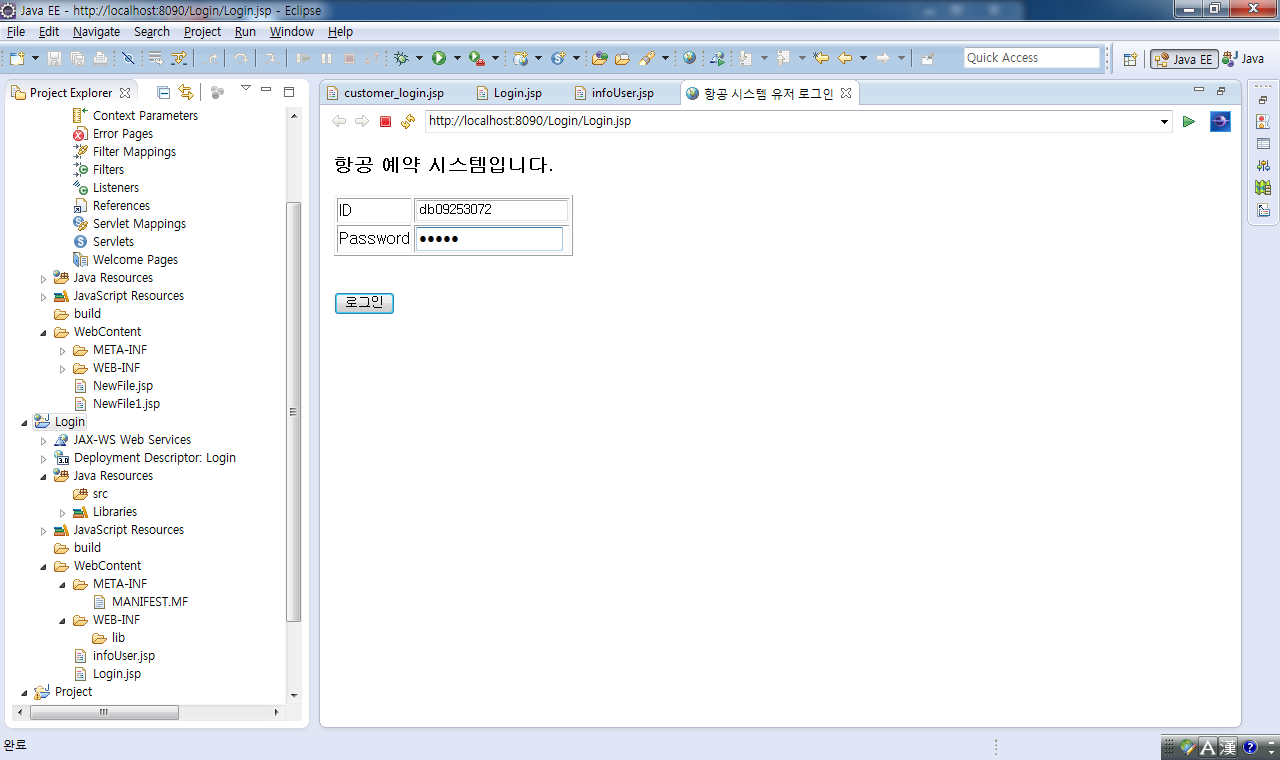 Java EE - http://localhost:8090/Login/Login.jsp - Eclipse
File Edit Navigate Search Project Run Window Help
Quick Access
Java EE
Java
Project Explorer
Context Parameters
Error Pages
Filter Mappings
Filters
Listeners
References
Servlet Mappings
Servlets
Welcome Pages
Java Resources
JavaScript Resources
build
WebContent
META-INF
WEB-INF
NewFile.jsp
NewFile1.jsp
Login
JAX-WS Web Services
Deployment Descriptor: Login
Java Resources
src
Libraries
JavaScript Resources
build
WebContent
META-INF
MANIFEST.MF
WEB-INF
lib
infoUser.jsp
Login.jsp
Project
customer_login.jsp
Login.jsp
infoUser.jsp
항공 시스템 유저 로그인
http://localhost:8090/Login/Login.jsp
항공 예약 시스템입니다.
ID db09253072
Password •••••
로그인
완료
A 漢 ?